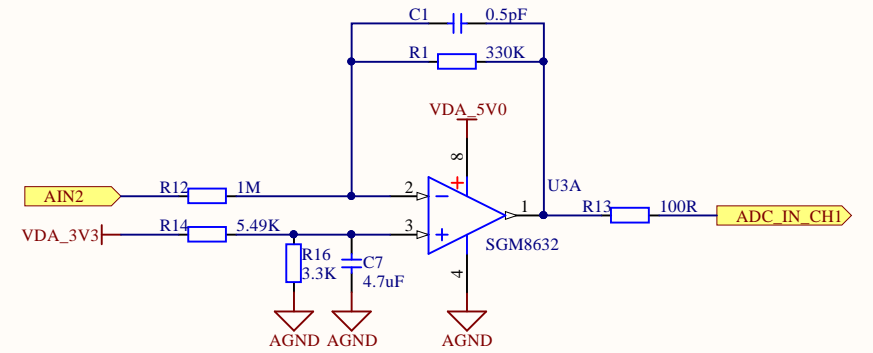 C1 0.5pF
R1 330K
VDA_5V0
8
AIN2 R12 1M 2 1 U3A
R13 100R ADC_IN_CH1
VDA_3V3 R14 5.49K 3
SGM8632
R16
3.3K
C7
4.7uF
4
AGND AGND AGND